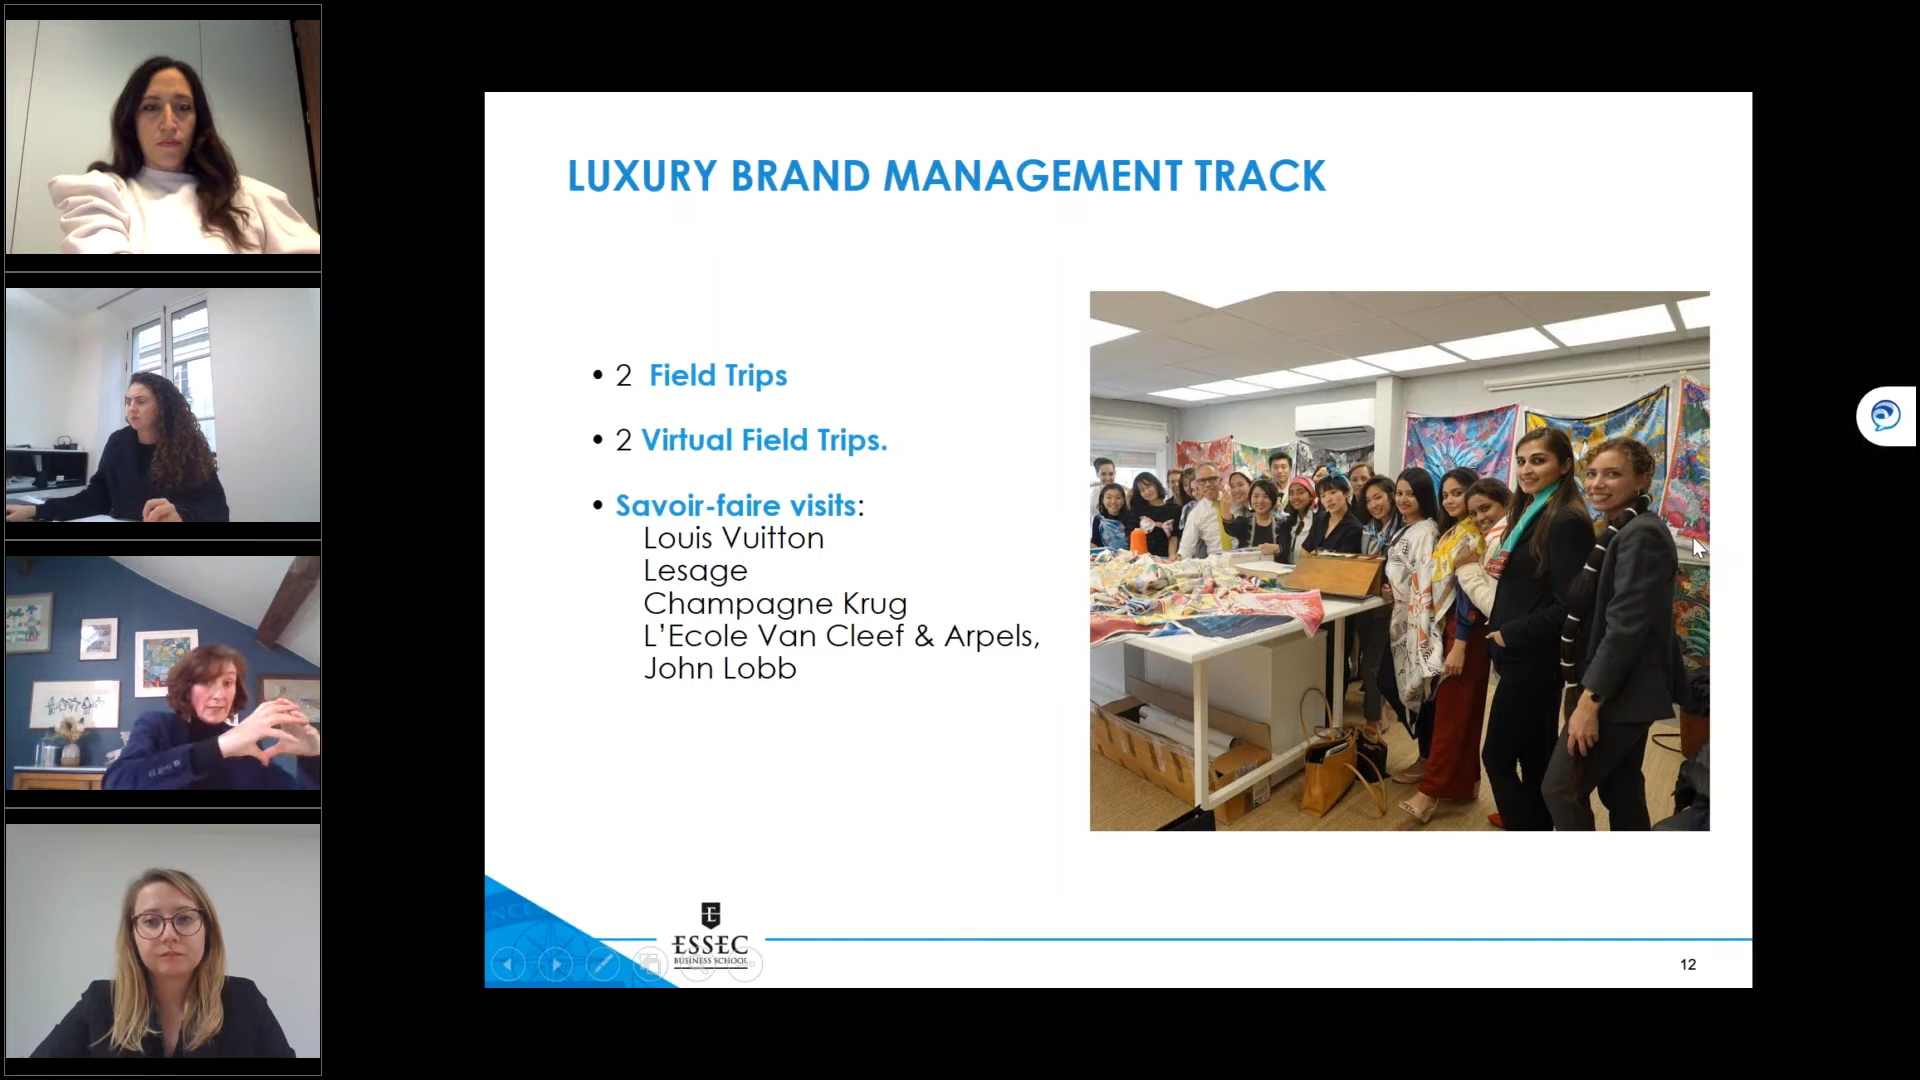 LUXURY BRAND MANAGEMENT TRACK
• 2 Field Trips
• 2 Virtual Field Trips.
• Savoir-faire visits:
Louis Vuitton
Lesage
Champagne Krug
L’Ecole Van Cleef & Arpels,
John Lobb
ESSEC
BUSINESS SCHOOL
12